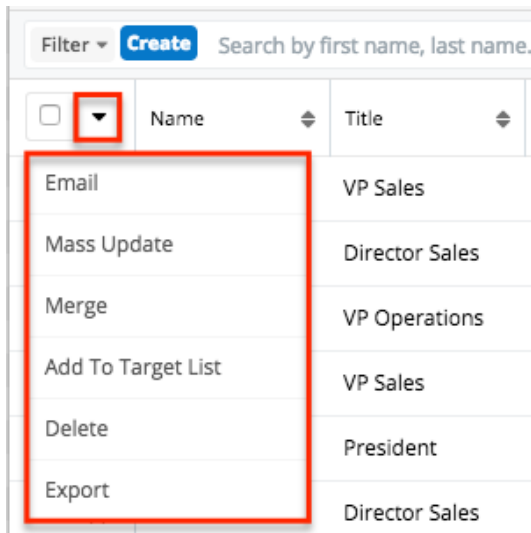 Filter Create Search by first name, last name.
Name Title
Email VP Sales
Mass Update Director Sales
Merge VP Operations
Add To Target List VP Sales
Delete President
Export Director Sales